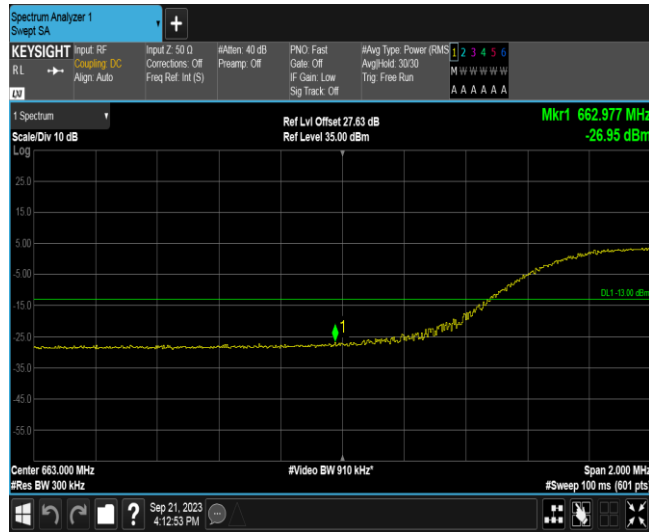 Spectrum Analyzer 1
Swept SA
+
KEYSIGHT
RL
LXI
Input: RF
Coupling: DC
Align: Auto
Input Z: 50 Ω
Corrections: Off
Freq Ref: Int (S)
#Atten: 40 dB
Preamp: Off
PNO: Fast
Gate: Off
IF Gain: Low
Sig Track: Off
#Avg Type: Power (RMS
Avg|Hold: 30/30
Trig: Free Run
1 2 3 4 5 6
M W W W W W
A A A A A A
1 Spectrum
Scale/Div 10 dB
Ref Lvl Offset 27.63 dB
Ref Level 35.00 dBm
Mkr1 662.977 MHz
-26.95 dBm
Log
25.0
15.0
5.00
-5.00
-15.0
-25.0
-35.0
-45.0
-55.0
1
DL1 -13.00 dBm
Center 663.000 MHz
#Video BW 910 kHz*
Span 2.000 MHz
#Res BW 300 kHz
#Sweep 100 ms (601 pts)
?
Sep 21, 2023
4:12:53 PM